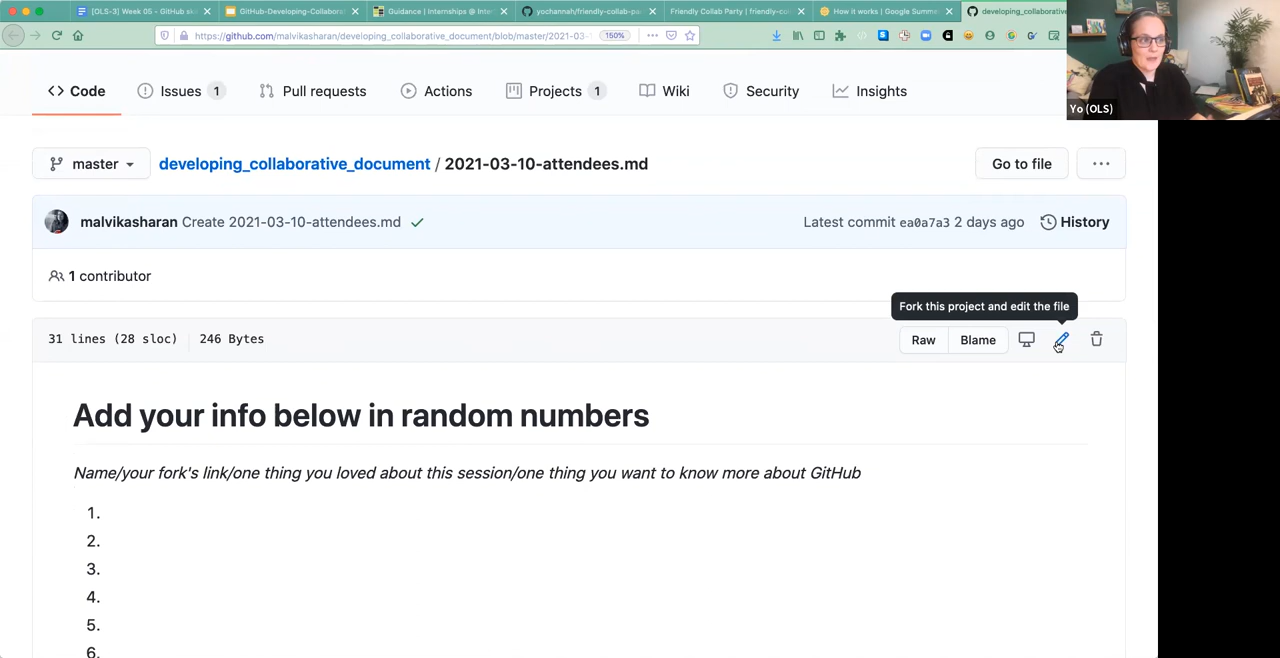 [OLS-3] Week 05 - GitHub sk
GitHub-Developing-Collabora
Guidance | Internships @ Inte
yochannah/friendly-collab-pa
Friendly Collab Party | friendly-co
How it works | Google Summe
developing_collaborative
https://github.com/malvikasharan/developing_collaborative_document/blob/master/2021-03-1
150%
Code
Issues 1
Pull requests
Actions
Projects 1
Wiki
Security
Insights
Yo (OLS)
master
developing_collaborative_document / 2021-03-10-attendees.md
Go to file
malvikasharan Create 2021-03-10-attendees.md
Latest commit ea0a7a3 2 days ago
History
1 contributor
Fork this project and edit the file
31 lines (28 sloc) 246 Bytes
Raw
Blame
Add your info below in random numbers
Name/your fork's link/one thing you loved about this session/one thing you want to know more about GitHub
1.
2.
3.
4.
5.
6.